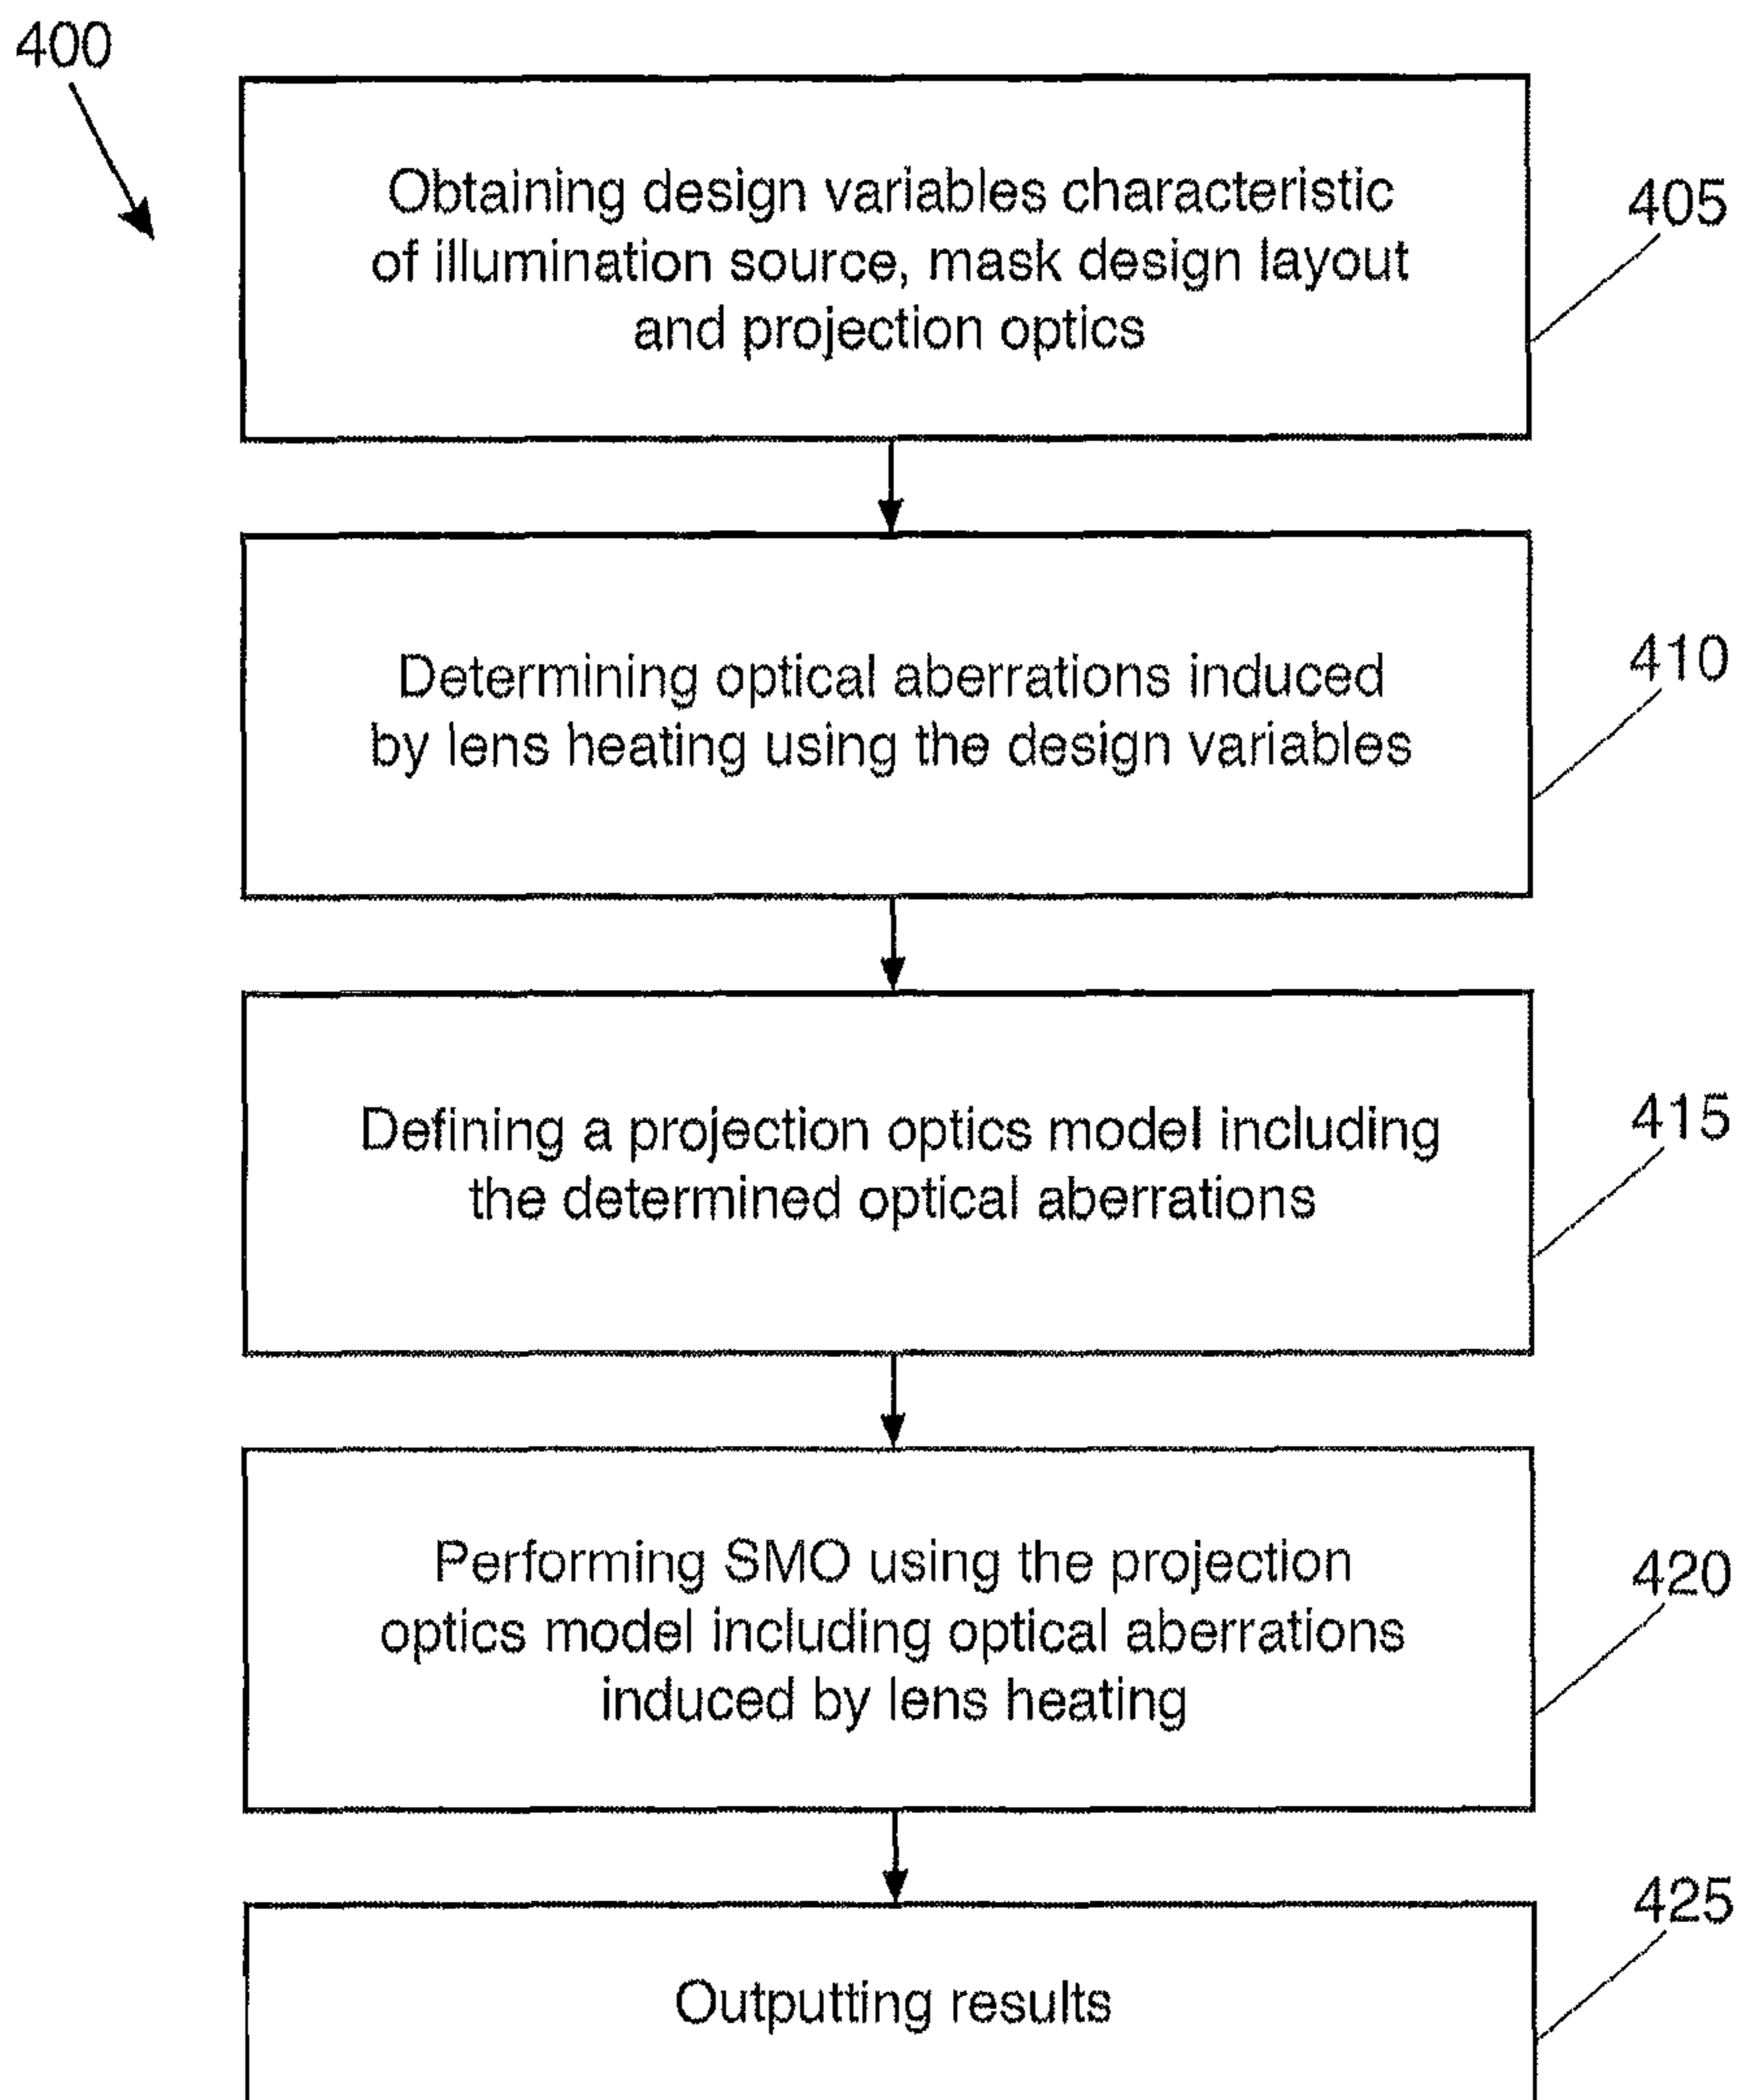 400
Obtaining design variables characteristic
of illumination source, mask design layout
and projection optics
405
Determining optical aberrations induced
by lens heating using the design variables
410
Defining a projection optics model including
the determined optical aberrations
415
Performing SMO using the projection
optics model including optical aberrations
induced by lens heating
420
Outputting results
425